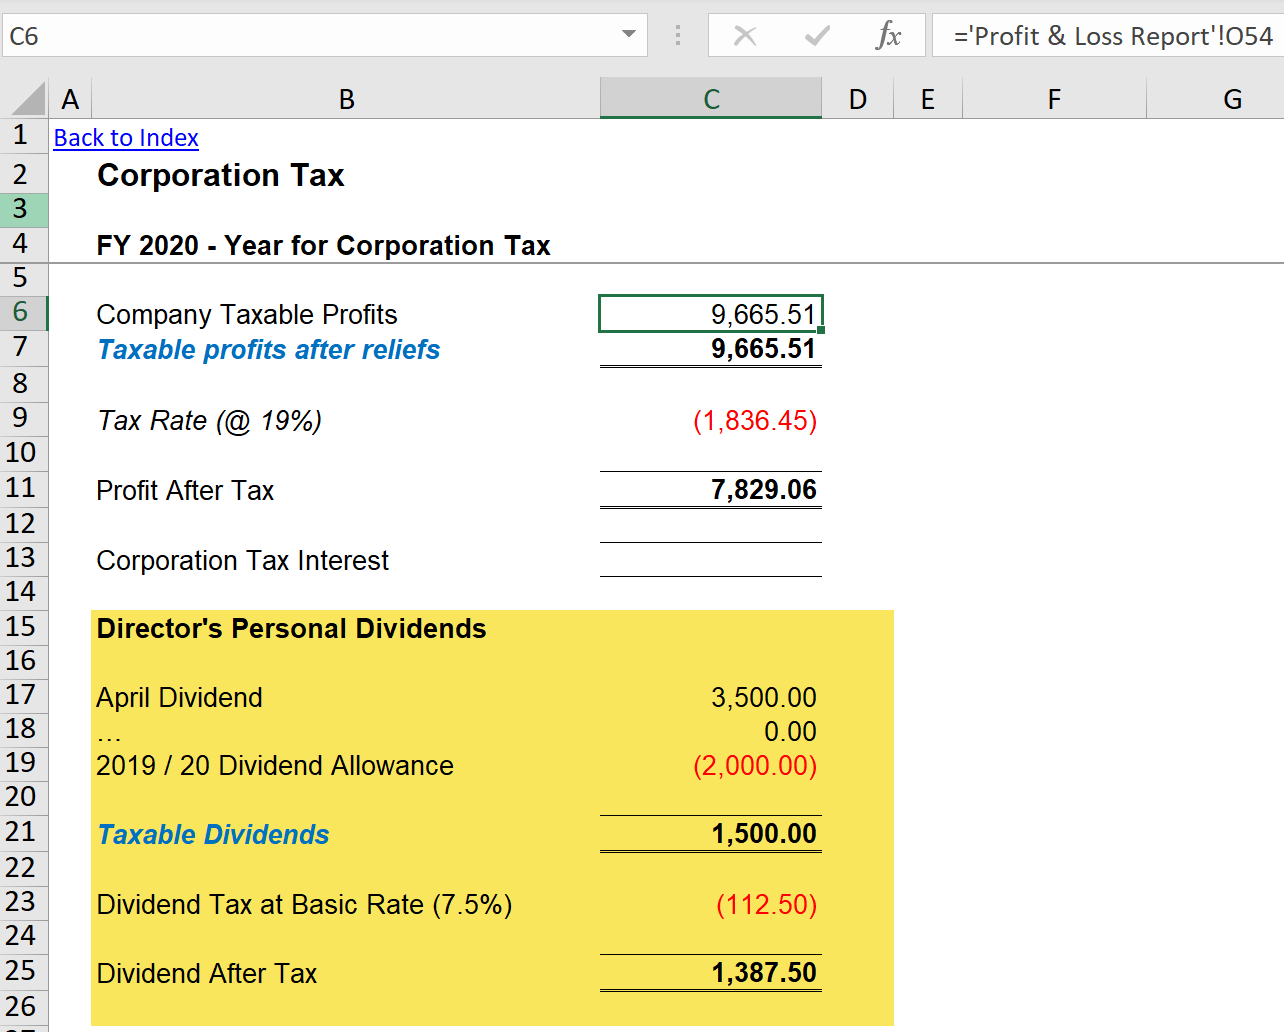 C6 fx ='Profit & Loss Report'!O54
A B C D E F G
1 Back to Index
2 Corporation Tax
3
4 FY 2020 - Year for Corporation Tax
5
6 Company Taxable Profits 9,665.51
7 Taxable profits after reliefs 9,665.51
8
9 Tax Rate (@ 19%) (1,836.45)
10
11 Profit After Tax 7,829.06
12
13 Corporation Tax Interest
14
15 Director's Personal Dividends
16
17 April Dividend 3,500.00
18 ... 0.00
19 2019 / 20 Dividend Allowance (2,000.00)
20
21 Taxable Dividends 1,500.00
22
23 Dividend Tax at Basic Rate (7.5%) (112.50)
24
25 Dividend After Tax 1,387.50
26